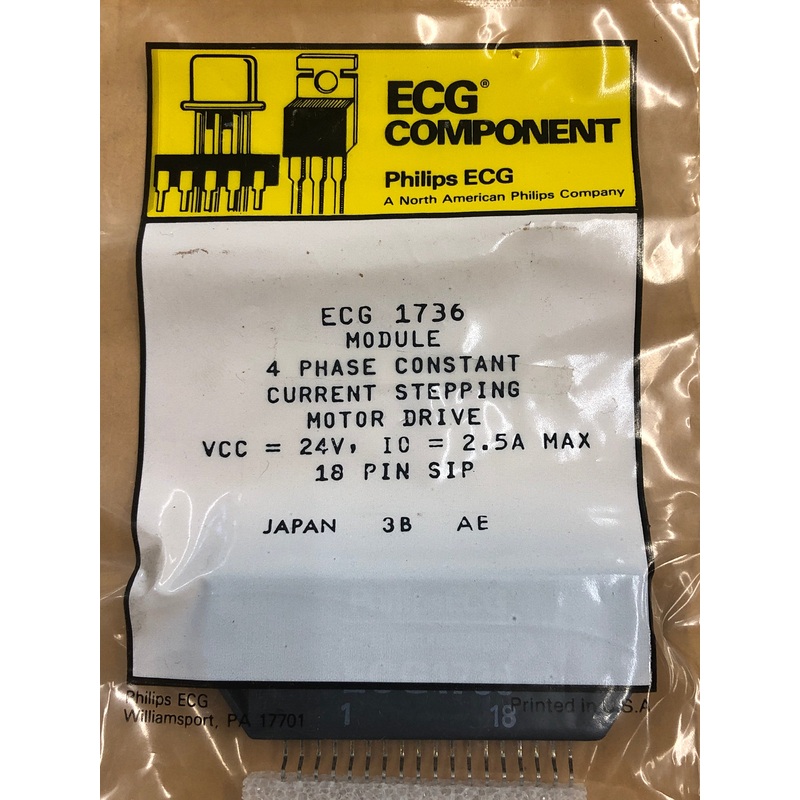 ECG®
COMPONENT
Philips ECG
A North American Philips Company
ECG 1736
MODULE
4 PHASE CONSTANT
CURRENT STEPPING
MOTOR DRIVE
VCC = 24V, IO = 2.5A MAX
18 PIN SIP
JAPAN 3B AE
ECG1736
Philips ECG
Williamsport, PA 17701
Printed in U.S.A
1 18